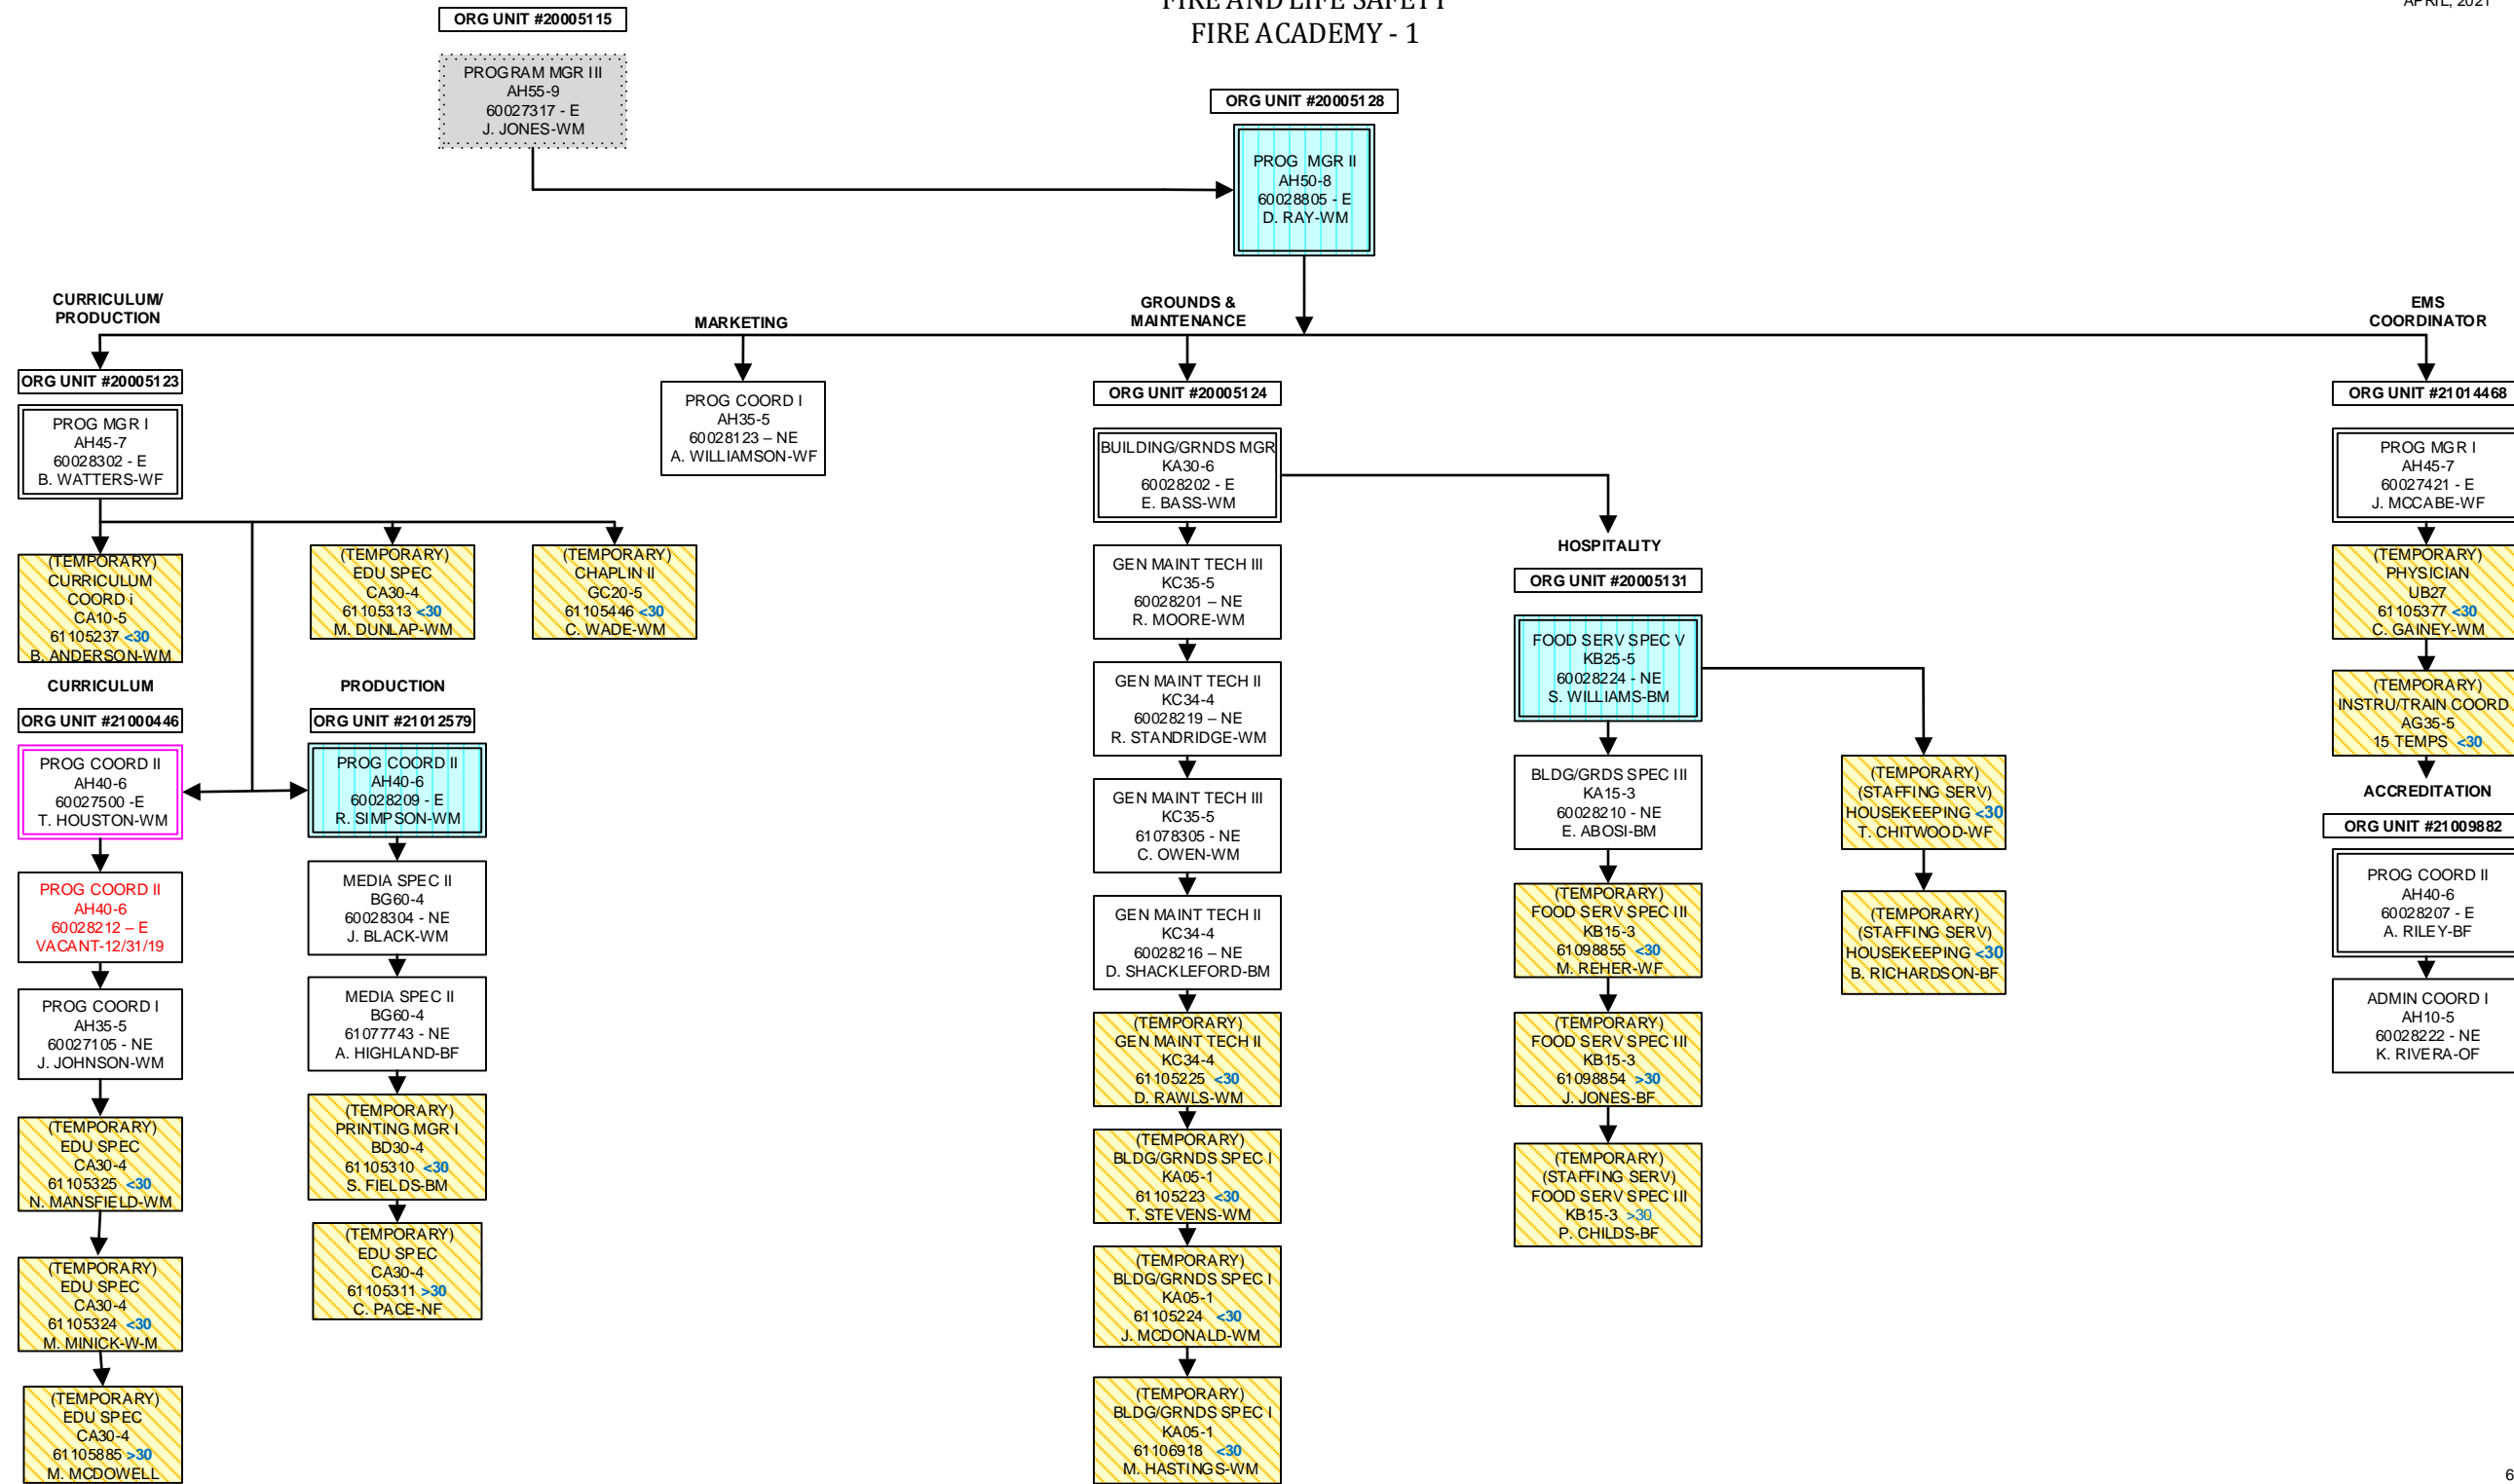 ORG UNIT #20005115
FIRE AND LIFE SAFETY
FIRE ACADEMY - 1
APRIL, 2021
PROGRAM MGR III
AH55-9
60027317 - E
J. JONES-WM
ORG UNIT #20005128
PROG MGR II
AH50-8
60028805 - E
D. RAY-WM
CURRICULUM/
PRODUCTION
MARKETING
GROUNDS &
MAINTENANCE
EMS
COORDINATOR
ORG UNIT #20005123
PROG MGR I
AH45-7
60028302 - E
B. WATTERS-WF
(TEMPORARY)
CURRICULUM
COORD i
CA10-5
61105237 <30
B. ANDERSON-WM
(TEMPORARY)
EDU SPEC
CA30-4
61105313 <30
M. DUNLAP-WM
(TEMPORARY)
CHAPLIN II
GC20-5
61105446 <30
C. WADE-WM
CURRICULUM
ORG UNIT #21000446
PROG COORD II
AH40-6
60027500 -E
T. HOUSTON-WM
PROG COORD II
AH40-6
60028212 – E
VACANT-12/31/19
PROG COORD I
AH35-5
60027105 - NE
J. JOHNSON-WM
(TEMPORARY)
EDU SPEC
CA30-4
61105325 <30
N. MANSFIELD-WM
(TEMPORARY)
EDU SPEC
CA30-4
61105324 <30
M. MINICK-W-M
(TEMPORARY)
EDU SPEC
CA30-4
61105885 >30
M. MCDOWELL
PRODUCTION
ORG UNIT #21012579
PROG COORD II
AH40-6
60028209 - E
R. SIMPSON-WM
MEDIA SPEC II
BG60-4
60028304 - NE
J. BLACK-WM
MEDIA SPEC II
BG60-4
61077743 - NE
A. HIGHLAND-BF
(TEMPORARY)
PRINTING MGR I
BD30-4
61105310 <30
S. FIELDS-BM
(TEMPORARY)
EDU SPEC
CA30-4
61105311 >30
C. PACE-NF
PROG COORD I
AH35-5
60028123 – NE
A. WILLIAMSON-WF
ORG UNIT #20005124
BUILDING/GRNDS MGR
KA30-6
60028202 - E
E. BASS-WM
GEN MAINT TECH III
KC35-5
60028201 – NE
R. MOORE-WM
GEN MAINT TECH II
KC34-4
60028219 – NE
R. STANDRIDGE-WM
GEN MAINT TECH III
KC35-5
61078305 - NE
C. OWEN-WM
GEN MAINT TECH II
KC34-4
60028216 – NE
D. SHACKLEFORD-BM
(TEMPORARY)
GEN MAINT TECH II
KC34-4
61105225 <30
D. RAWLS-WM
(TEMPORARY)
BLDG/GRNDS SPEC I
KA05-1
61105223 <30
T. STEVENS-WM
(TEMPORARY)
BLDG/GRNDS SPEC I
KA05-1
61105224 <30
J. MCDONALD-WM
(TEMPORARY)
BLDG/GRNDS SPEC I
KA05-1
61106918 <30
M. HASTINGS-WM
HOSPITALITY
ORG UNIT #20005131
FOOD SERV SPEC V
KB25-5
60028224 - NE
S. WILLIAMS-BM
BLDG/GRDS SPEC III
KA15-3
60028210 - NE
E. ABOSI-BM
(TEMPORARY)
FOOD SERV SPEC III
KB15-3
61098855 <30
M. REHER-WF
(TEMPORARY)
FOOD SERV SPEC III
KB15-3
61098854 >30
J. JONES-BF
(TEMPORARY)
(STAFFING SERV)
FOOD SERV SPEC III
KB15-3 >30
P. CHILDS-BF
(TEMPORARY)
(STAFFING SERV)
HOUSEKEEPING <30
T. CHITWOOD-WF
(TEMPORARY)
(STAFFING SERV)
HOUSEKEEPING <30
B. RICHARDSON-BF
ORG UNIT #21014468
PROG MGR I
AH45-7
60027421 - E
J. MCCABE-WF
(TEMPORARY)
PHYSICIAN
UB27
61105377 <30
C. GAINEY-WM
(TEMPORARY)
INSTRU/TRAIN COORD
AG35-5
15 TEMPS <30
ACCREDITATION
ORG UNIT #21009882
PROG COORD II
AH40-6
60028207 - E
A. RILEY-BF
ADMIN COORD I
AH10-5
60028222 - NE
K. RIVERA-OF
6